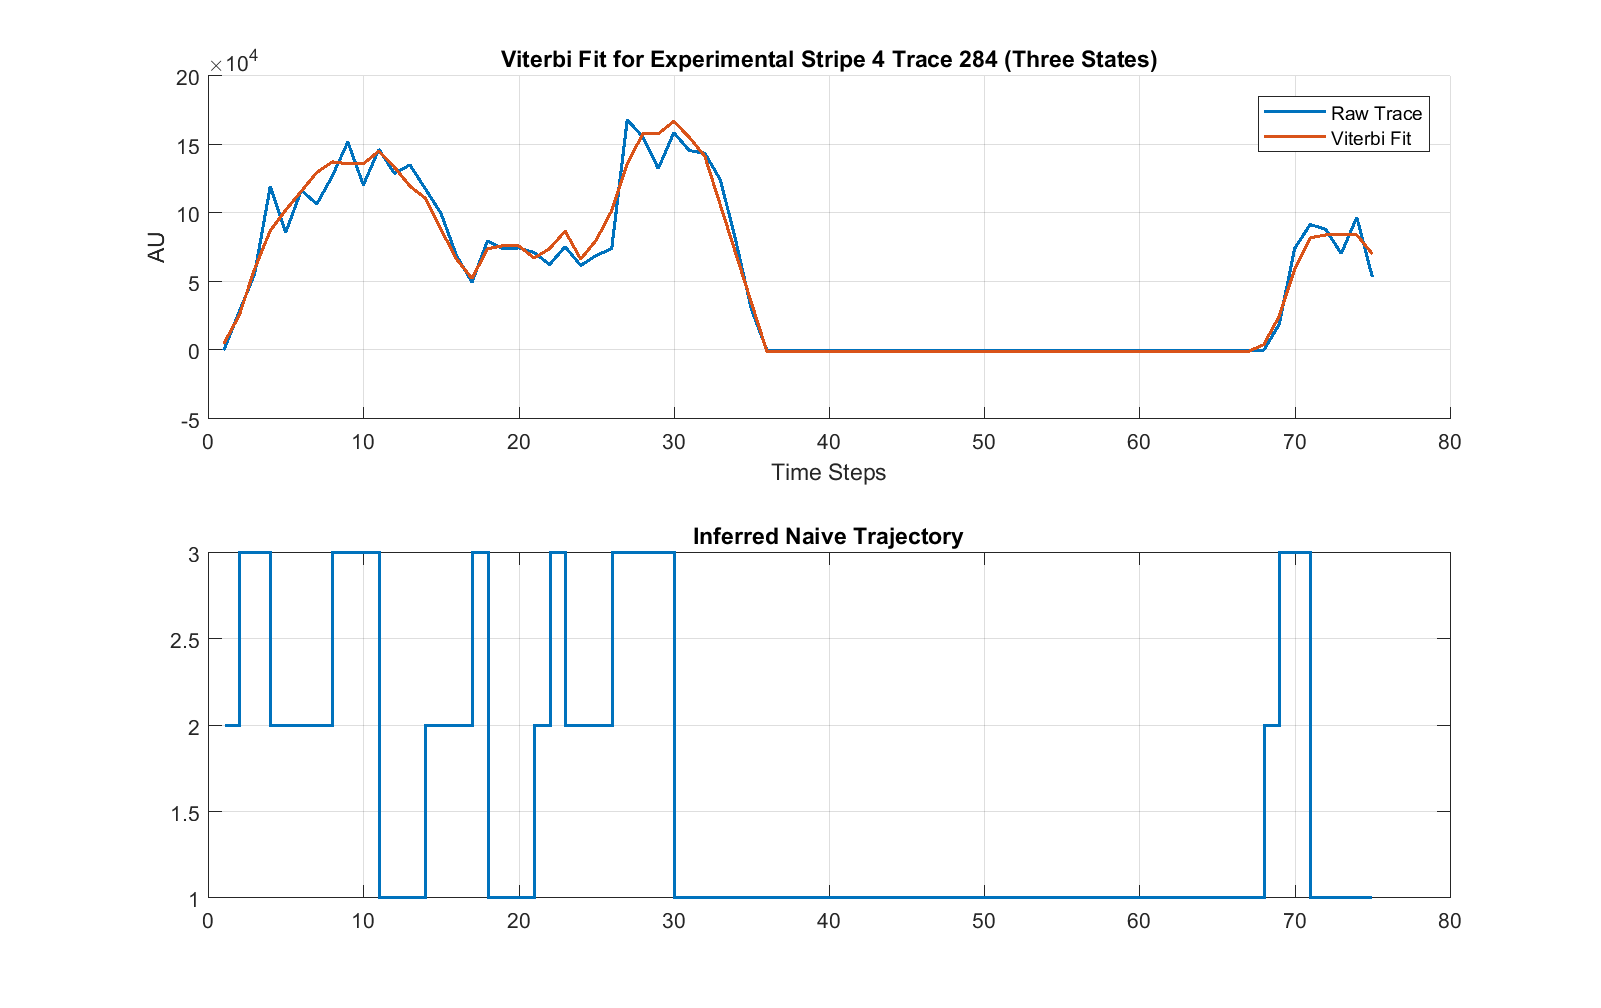 Viterbi Fit for Experimental Stripe 4 Trace 284 (Three States)
×10⁴
20
15
10
5
0
-5
AU
Raw Trace
Viterbi Fit
0 10 20 30 40 50 60 70 80
Time Steps
Inferred Naive Trajectory
3
2.5
2
1.5
1
0 10 20 30 40 50 60 70 80